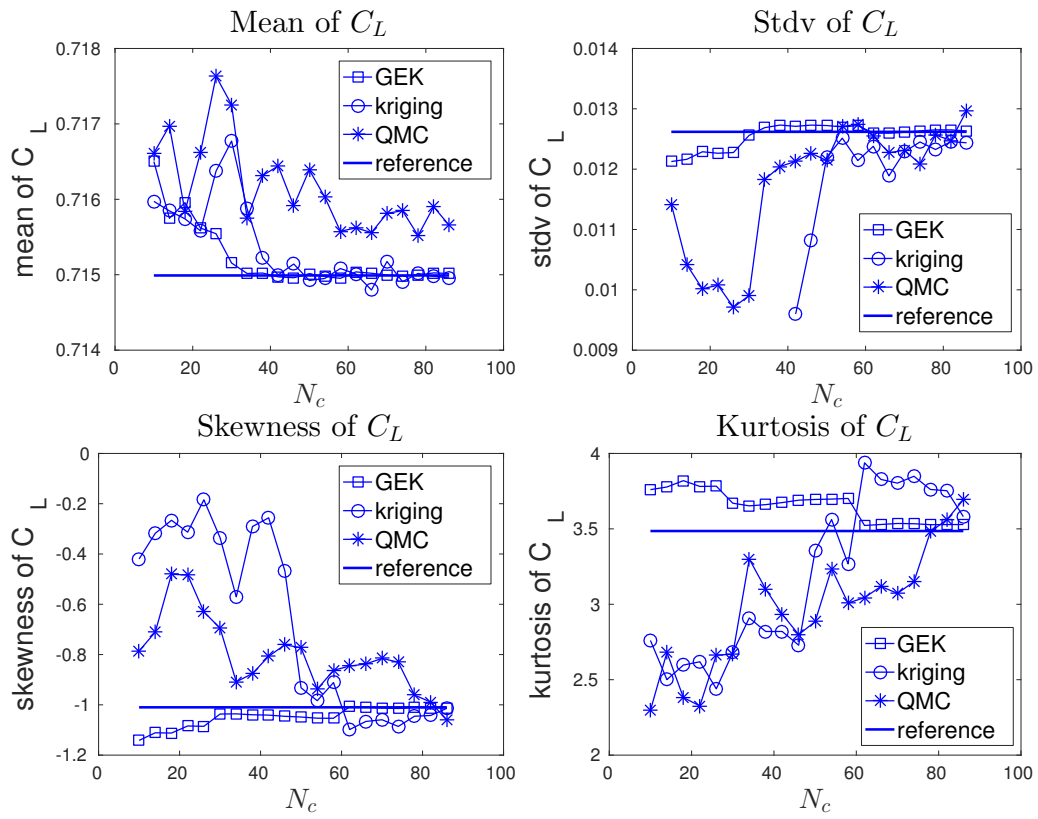 Mean of C_L
0.718
0.717
0.716
0.715
0.714
mean of C_L
0 20 40 60 80 100
N_c
GEK
kriging
QMC
reference
Stdv of C_L
0.014
0.013
0.012
0.011
0.01
0.009
stdv of C_L
0 20 40 60 80 100
N_c
GEK
kriging
QMC
reference
Skewness of C_L
0
-0.2
-0.4
-0.6
-0.8
-1
-1.2
skewness of C_L
0 20 40 60 80 100
N_c
GEK
kriging
QMC
reference
Kurtosis of C_L
4
3.5
3
2.5
2
kurtosis of C_L
0 20 40 60 80 100
N_c
GEK
kriging
QMC
reference